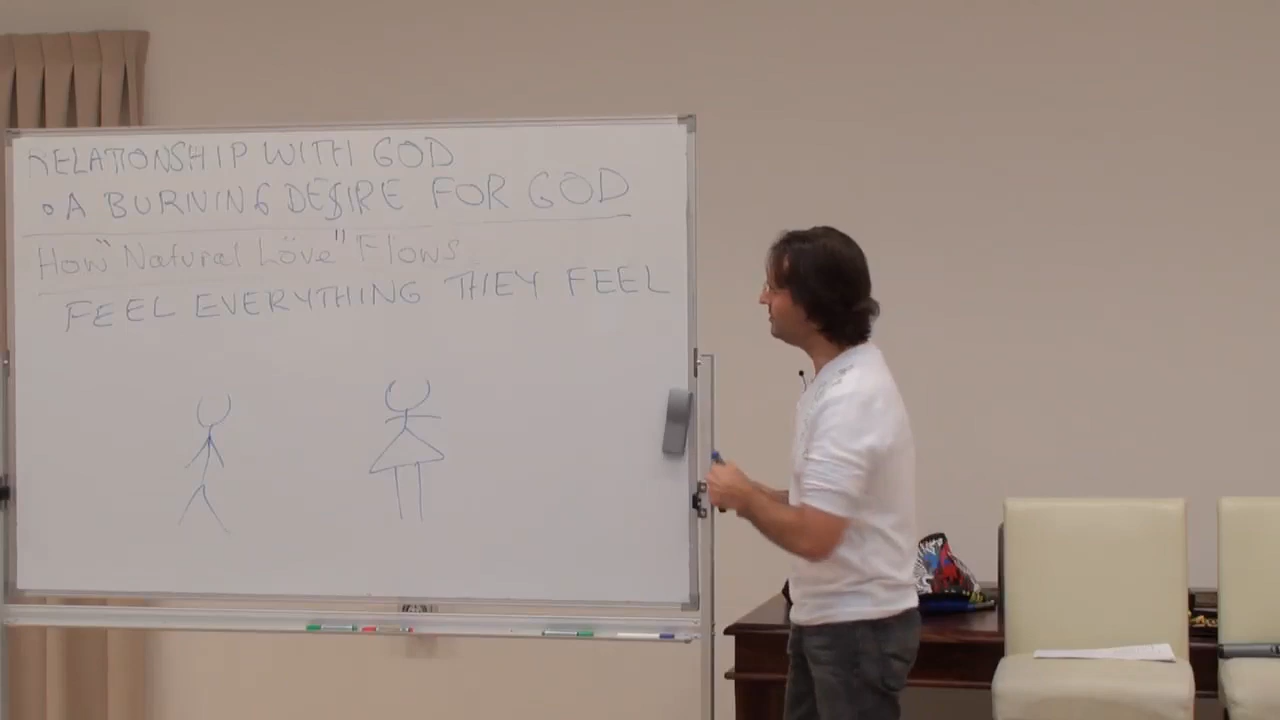 RELATIONSHIP WITH GOD
• A BURNING DESIRE FOR GOD
How "Natural Love" Flows
FEEL EVERYTHING THEY FEEL